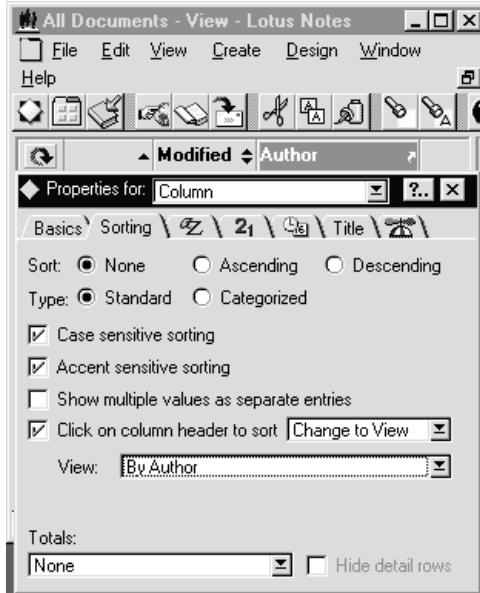 All Documents - View - Lotus Notes
File Edit View Create Design Window
Help
Modified Author
Properties for: Column ?..
Basics Sorting Z 21 Title
Sort: None Ascending Descending
Type: Standard Categorized
Case sensitive sorting
Accent sensitive sorting
Show multiple values as separate entries
Click on column header to sort Change to View
View: By Author
Totals:
None Hide detail rows